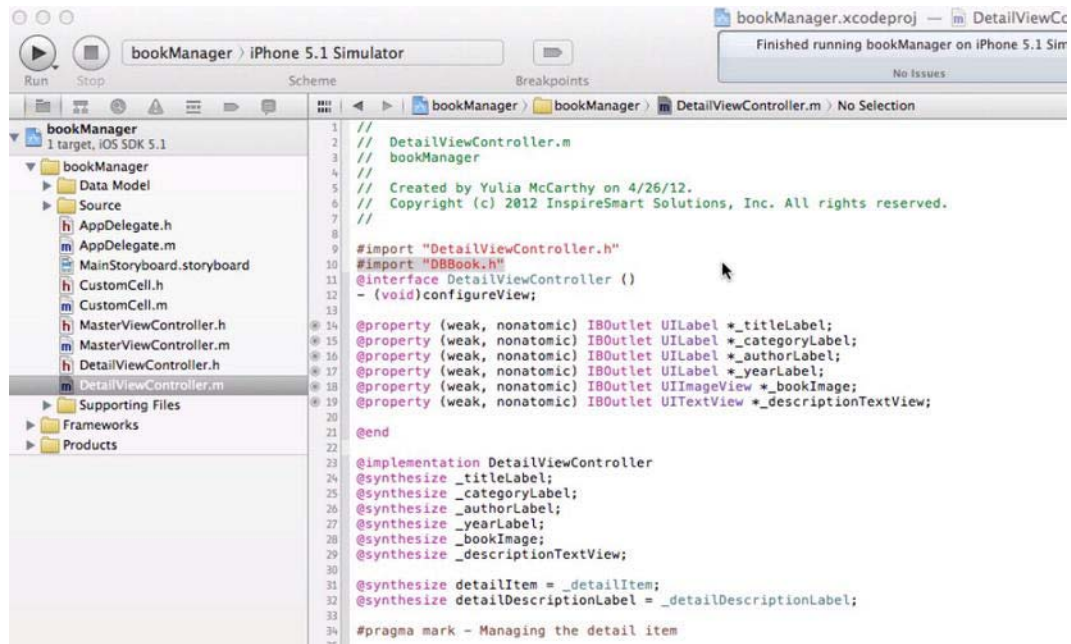 bookManager.xcodeproj — DetailViewCo
bookManager › iPhone 5.1 Simulator
Finished running bookManager on iPhone 5.1 Sim
No Issues
Run
Stop
Scheme
Breakpoints
bookManager › bookManager › DetailViewController.m › No Selection
bookManager
1 target, iOS SDK 5.1
bookManager
Data Model
Source
h AppDelegate.h
m AppDelegate.m
MainStoryboard.storyboard
h CustomCell.h
m CustomCell.m
h MasterViewController.h
m MasterViewController.m
h DetailViewController.h
m DetailViewController.m
Supporting Files
Frameworks
Products
1 //
2 // DetailViewController.m
3 // bookManager
4 //
5 // Created by Yulia McCarthy on 4/26/12.
6 // Copyright (c) 2012 InspireSmart Solutions, Inc. All rights reserved.
7 //
8
9 #import "DetailViewController.h"
10 #import "DBBook.h"
11 @interface DetailViewController ()
12 - (void)configureView;
13
14 @property (weak, nonatomic) IBOutlet UILabel *_titleLabel;
15 @property (weak, nonatomic) IBOutlet UILabel *_categoryLabel;
16 @property (weak, nonatomic) IBOutlet UILabel *_authorLabel;
17 @property (weak, nonatomic) IBOutlet UILabel *_yearLabel;
18 @property (weak, nonatomic) IBOutlet UIImageView *_bookImage;
19 @property (weak, nonatomic) IBOutlet UITextView *_descriptionTextView;
20
21 @end
22
23 @implementation DetailViewController
24 @synthesize _titleLabel;
25 @synthesize _categoryLabel;
26 @synthesize _authorLabel;
27 @synthesize _yearLabel;
28 @synthesize _bookImage;
29 @synthesize _descriptionTextView;
30
31 @synthesize detailItem = _detailItem;
32 @synthesize detailDescriptionLabel = _detailDescriptionLabel;
33
34 #pragma mark - Managing the detail item